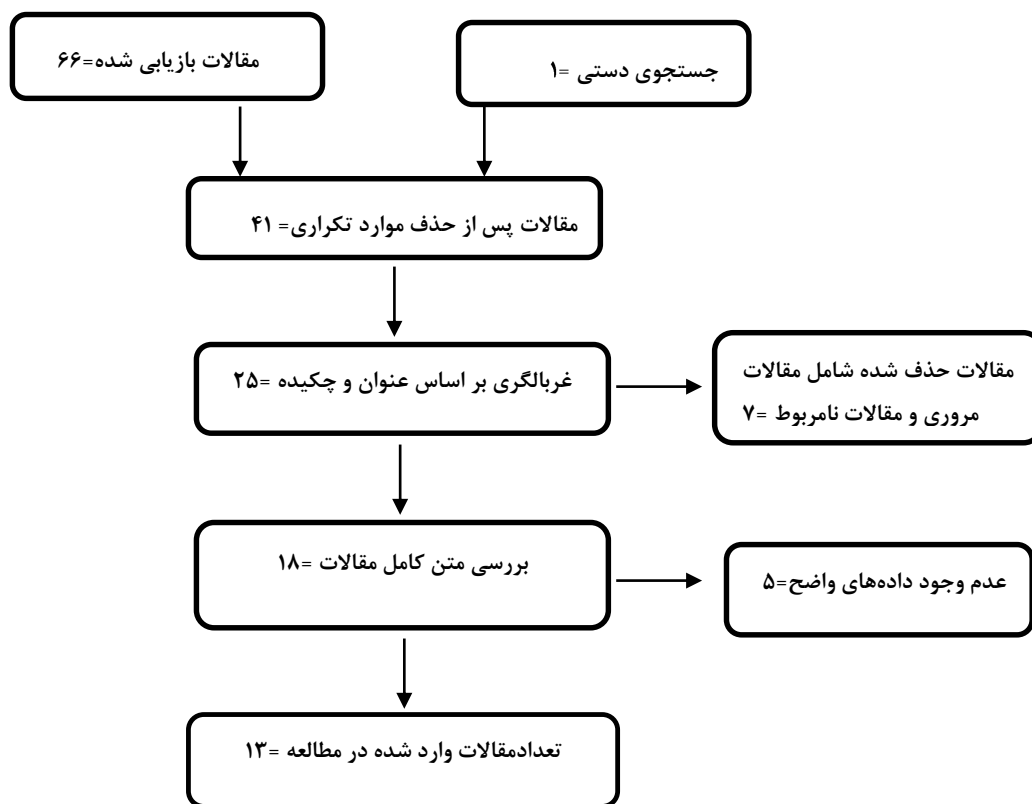 جستجوی دستی =۱
مقالات بازیابی شده=۶۶
مقالات پس از حذف موارد تکراری= ۴۱
غربالگری بر اساس عنوان و چکیده =۲۵
مقالات حذف شده شامل مقالات
مروری و مقالات نامربوط =۷
بررسی متن کامل مقالات =۱۸
عدم وجود داده‌های واضح=۵
تعدادمقالات وارد شده در مطالعه =۱۳